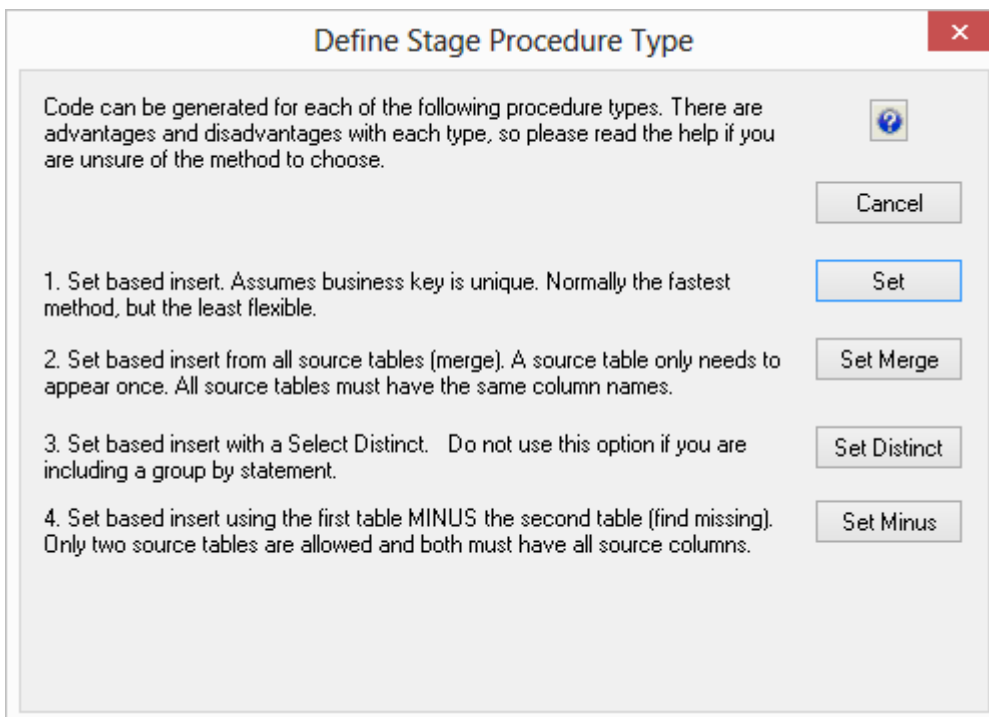 Define Stage Procedure Type
Code can be generated for each of the following procedure types. There are
advantages and disadvantages with each type, so please read the help if you
are unsure of the method to choose.
Cancel
1. Set based insert. Assumes business key is unique. Normally the fastest
method, but the least flexible.
Set
2. Set based insert from all source tables (merge). A source table only needs to
appear once. All source tables must have the same column names.
Set Merge
3. Set based insert with a Select Distinct.   Do not use this option if you are
including a group by statement.
Set Distinct
4. Set based insert using the first table MINUS the second table (find missing).
Only two source tables are allowed and both must have all source columns.
Set Minus